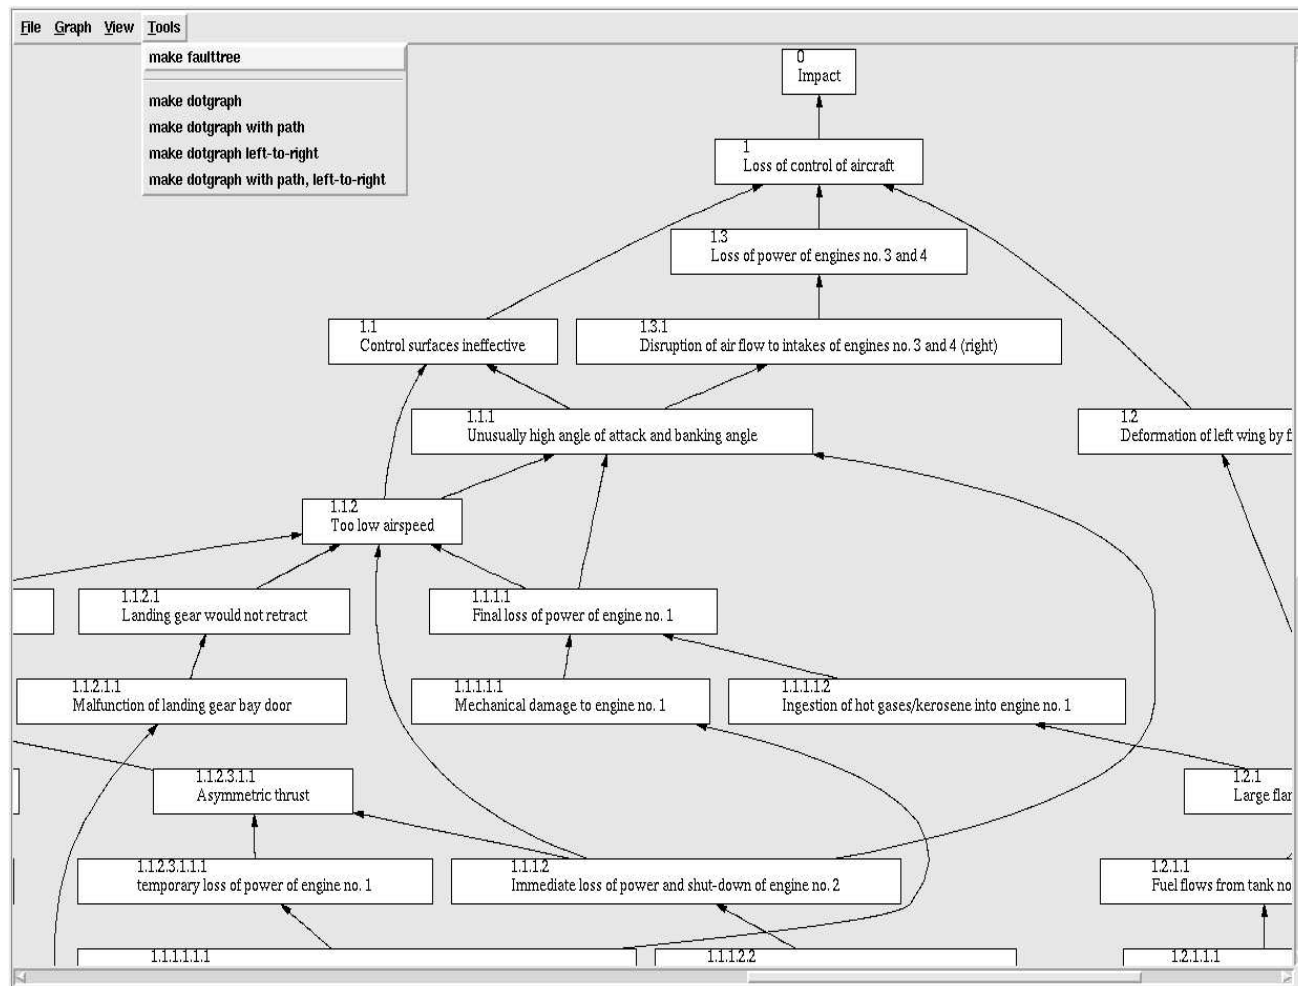 File Graph View Tools
make faulttree
make dotgraph
make dotgraph with path
make dotgraph left-to-right
make dotgraph with path, left-to-right
0
Impact
1
Loss of control of aircraft
1.3
Loss of power of engines no. 3 and 4
1.1
Control surfaces ineffective
1.3.1
Disruption of air flow to intakes of engines no. 3 and 4 (right)
1.1.1
Unusually high angle of attack and banking angle
1.2
Deformation of left wing by f
1.1.2
Too low airspeed
1.1.2.1
Landing gear would not retract
1.1.1.1
Final loss of power of engine no. 1
1.1.2.1.1
Malfunction of landing gear bay door
1.1.1.1.1
Mechanical damage to engine no. 1
1.1.1.1.2
Ingestion of hot gases/kerosene into engine no. 1
1.1.2.3.1.1
Asymmetric thrust
1.2.1
Large flar
1.1.2.3.1.1.1
temporary loss of power of engine no. 1
1.1.1.2
Immediate loss of power and shut-down of engine no. 2
1.2.1.1
Fuel flows from tank no
1.1.1.1.1.1
1.1.1.2.2
1.2.1.1.1